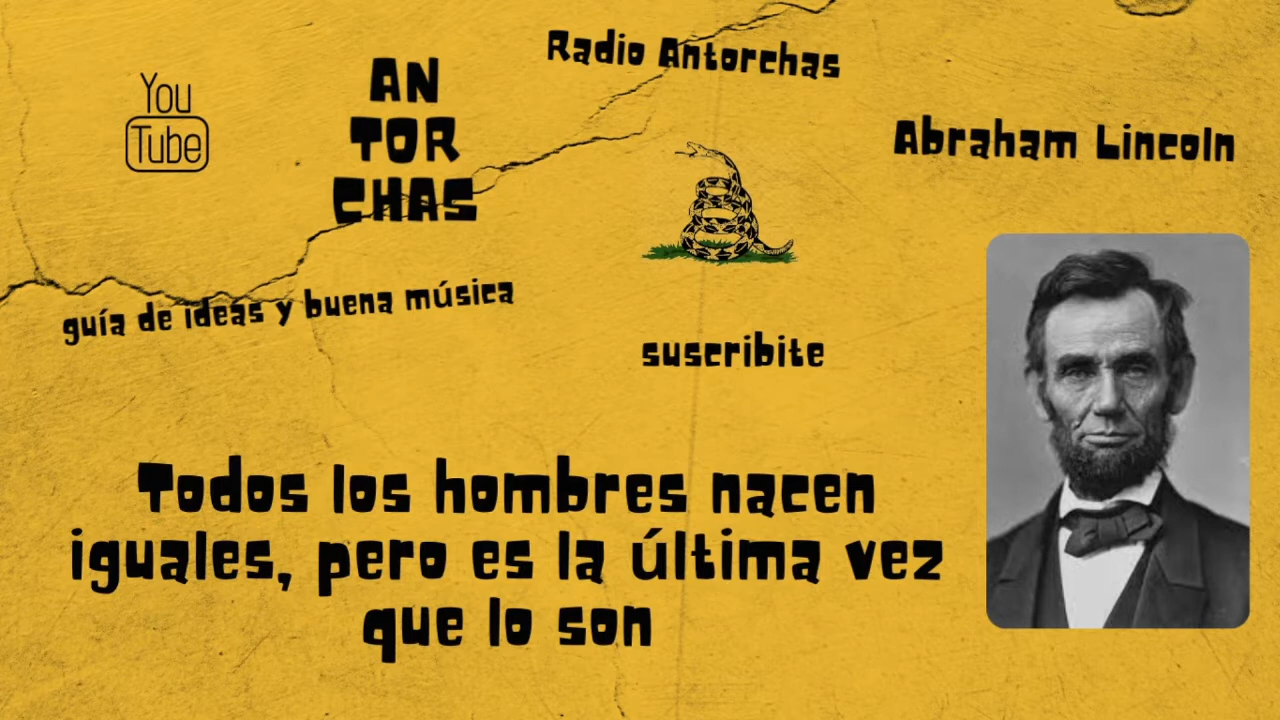 You
Tube
AN
TOR
CHAS
Radio Antorchas
Abraham Lincoln
guía de ideas y buena música
suscribite
Todos los hombres nacen
iguales, pero es la última vez
que lo son